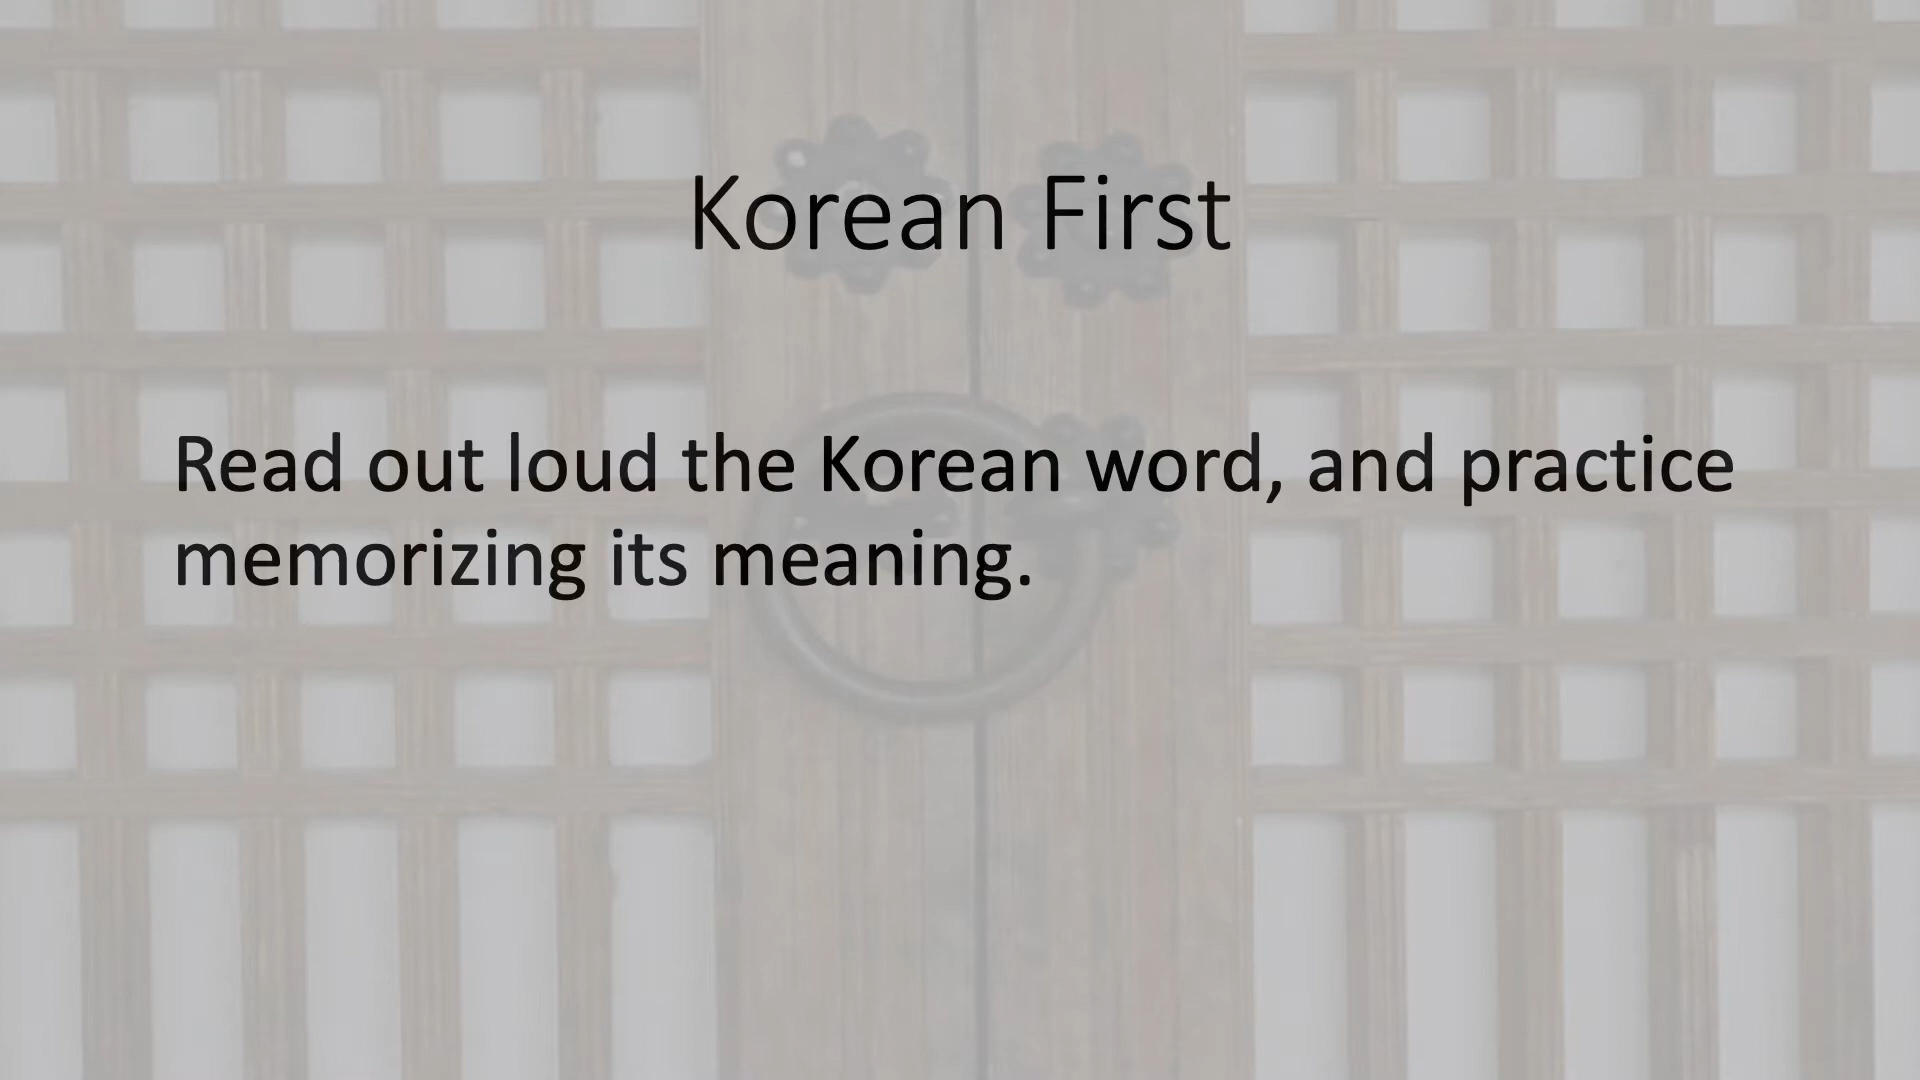 Korean First
Read out loud the Korean word, and practice
memorizing its meaning.